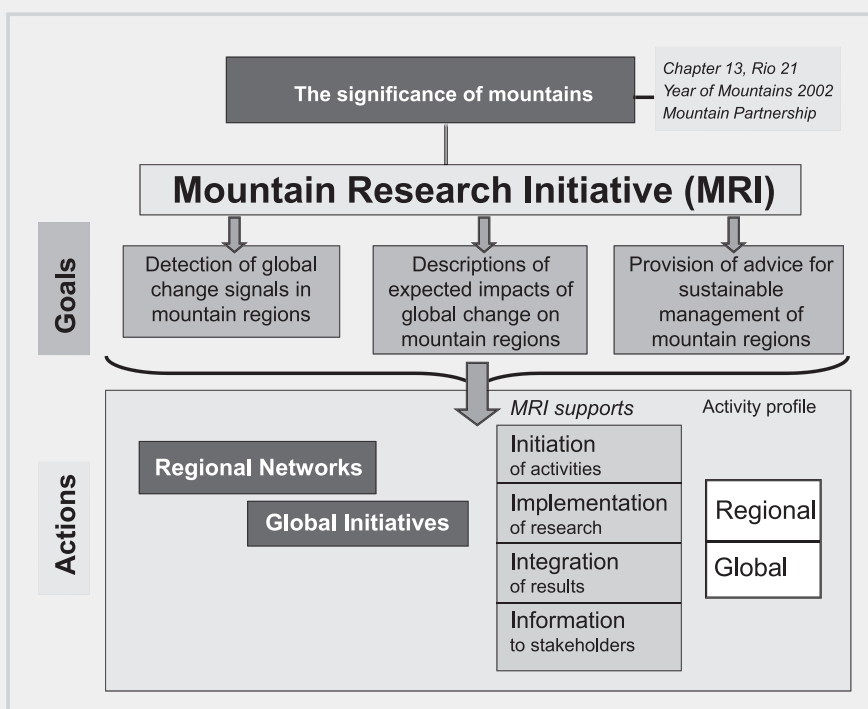 The significance of mountains
Chapter 13, Rio 21
Year of Mountains 2002
Mountain Partnership
Mountain Research Initiative (MRI)
Goals
Detection of global
change signals in
mountain regions
Descriptions of
expected impacts of
global change on
mountain regions
Provision of advice for
sustainable
management of
mountain regions
Actions
Regional Networks
Global Initiatives
MRI supports
Initiation
of activities
Implementation
of research
Integration
of results
Information
to stakeholders
Activity profile
Regional
Global